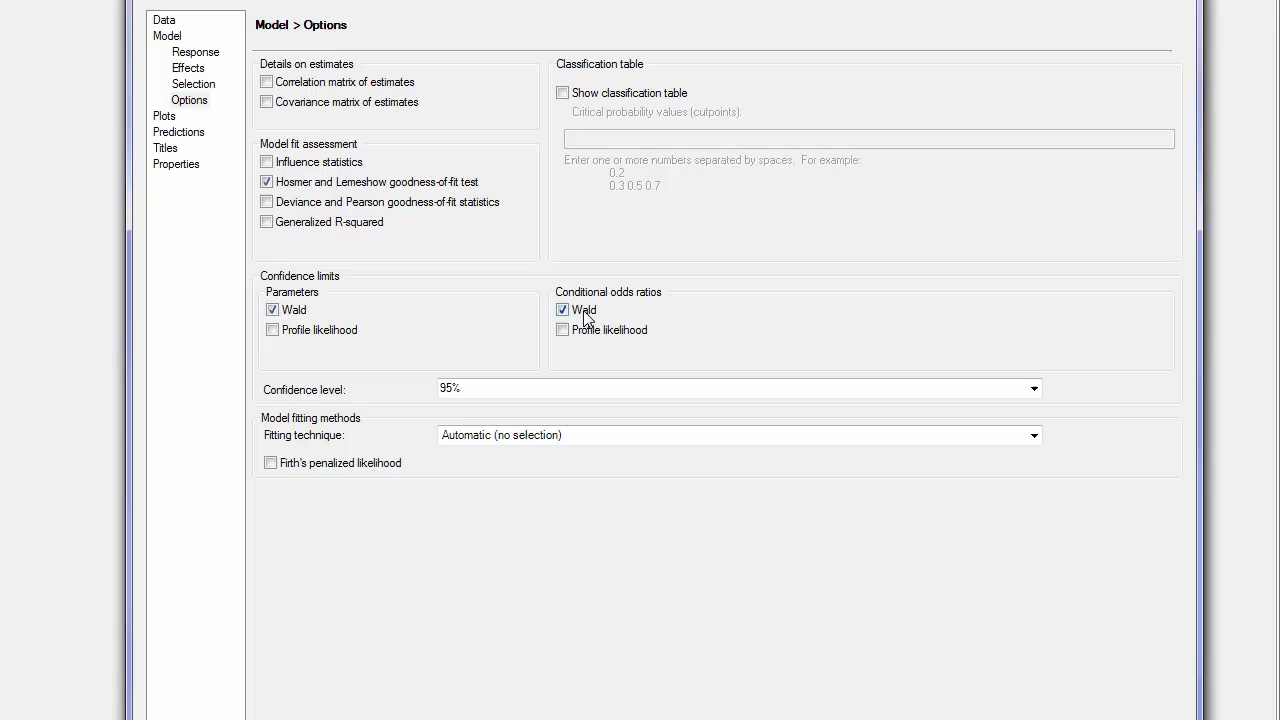 Data
Model
Response
Effects
Selection
Options
Plots
Predictions
Titles
Properties
Model > Options
Details on estimates
Correlation matrix of estimates
Covariance matrix of estimates
Model fit assessment
Influence statistics
Hosmer and Lemeshow goodness-of-fit test
Deviance and Pearson goodness-of-fit statistics
Generalized R-squared
Classification table
Show classification table
Critical probability values (cutpoints):
Enter one or more numbers separated by spaces. For example:
0.2
0.3 0.5 0.7
Confidence limits
Parameters
Wald
Profile likelihood
Conditional odds ratios
Wald
Profile likelihood
Confidence level: 95%
Model fitting methods
Fitting technique: Automatic (no selection)
Firth's penalized likelihood